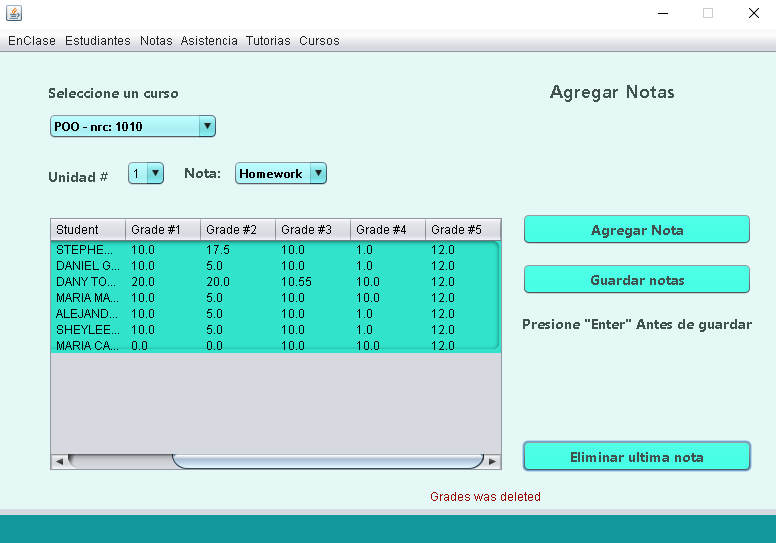 EnClase Estudiantes Notas Asistencia Tutorias Cursos
Seleccione un curso
Agregar Notas
POO - nrc: 1010
Unidad # 1 Nota: Homework
Student Grade #1 Grade #2 Grade #3 Grade #4 Grade #5
STEPHE... 10.0 17.5 10.0 1.0 12.0
DANIEL G... 10.0 5.0 10.0 1.0 12.0
DANY TO... 20.0 20.0 10.55 10.0 12.0
MARIA MA... 10.0 5.0 10.0 10.0 12.0
ALEJAND... 10.0 5.0 10.0 1.0 12.0
SHEYLEE... 10.0 5.0 10.0 1.0 12.0
MARIA CA... 0.0 0.0 10.0 10.0 12.0
Agregar Nota
Guardar notas
Presione "Enter" Antes de guardar
Eliminar ultima nota
Grades was deleted